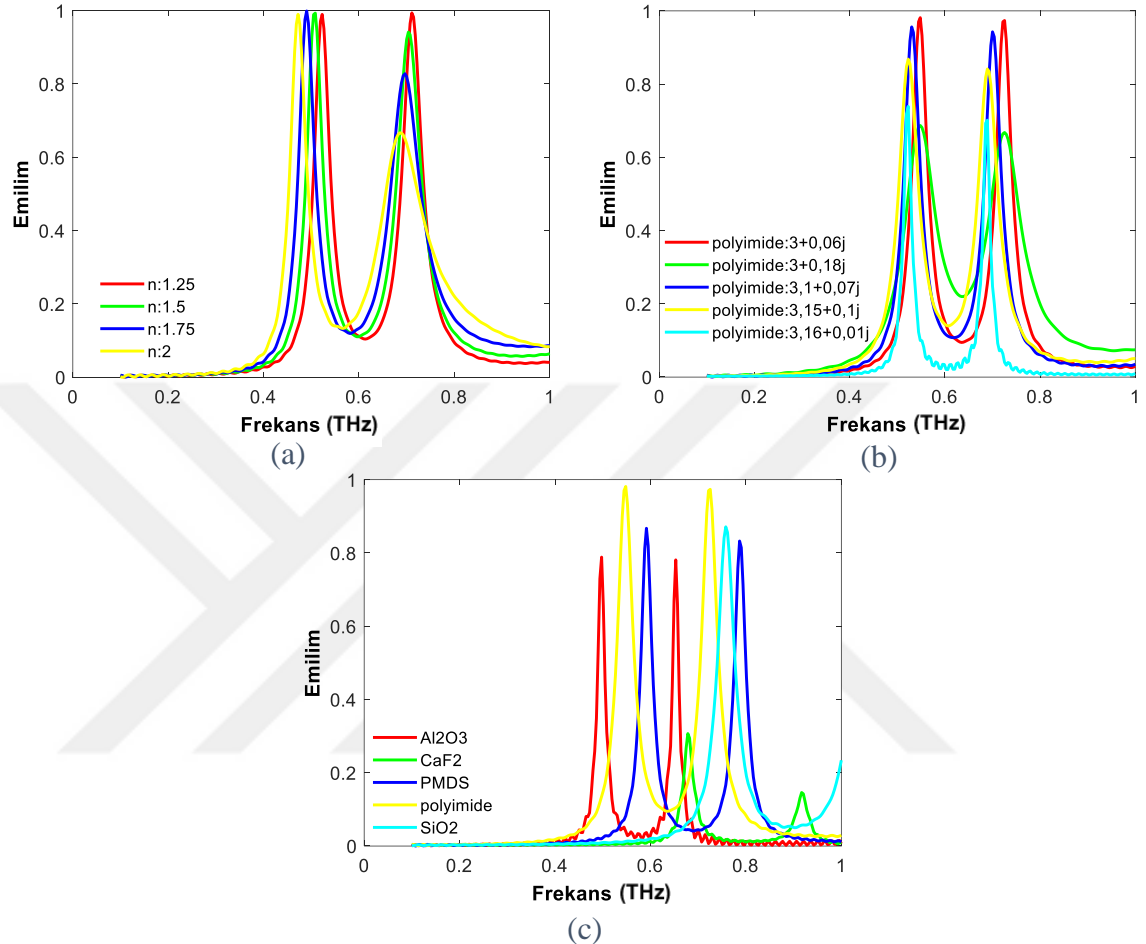 1
0.8
0.6
0.4
0.2
0
Emilim
n:1.25
n:1.5
n:1.75
n:2
0 0.2 0.4 0.6 0.8 1
Frekans (THz)
(a)
1
0.8
0.6
0.4
0.2
0
Emilim
polyimide:3+0,06j
polyimide:3+0,18j
polyimide:3,1+0,07j
polyimide:3,15+0,1j
polyimide:3,16+0,01j
0 0.2 0.4 0.6 0.8 1
Frekans (THz)
(b)
1
0.8
0.6
0.4
0.2
0
Emilim
Al2O3
CaF2
PMDS
polyimide
SiO2
0 0.2 0.4 0.6 0.8 1
Frekans (THz)
(c)